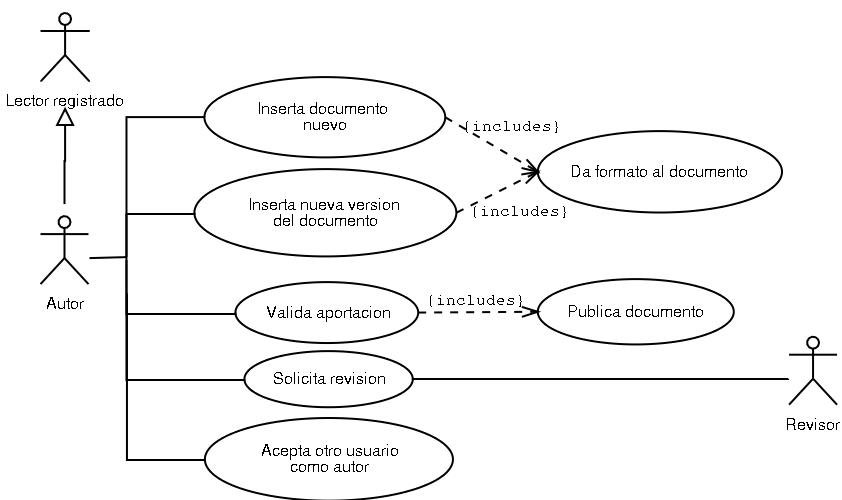 Lector registrado
Inserta documento
nuevo
{includes}
Da formato al documento
Inserta nueva version
del documento
{includes}
Autor
Valida aportacion
{includes}
Publica documento
Solicita revision
Revisor
Acepta otro usuario
como autor